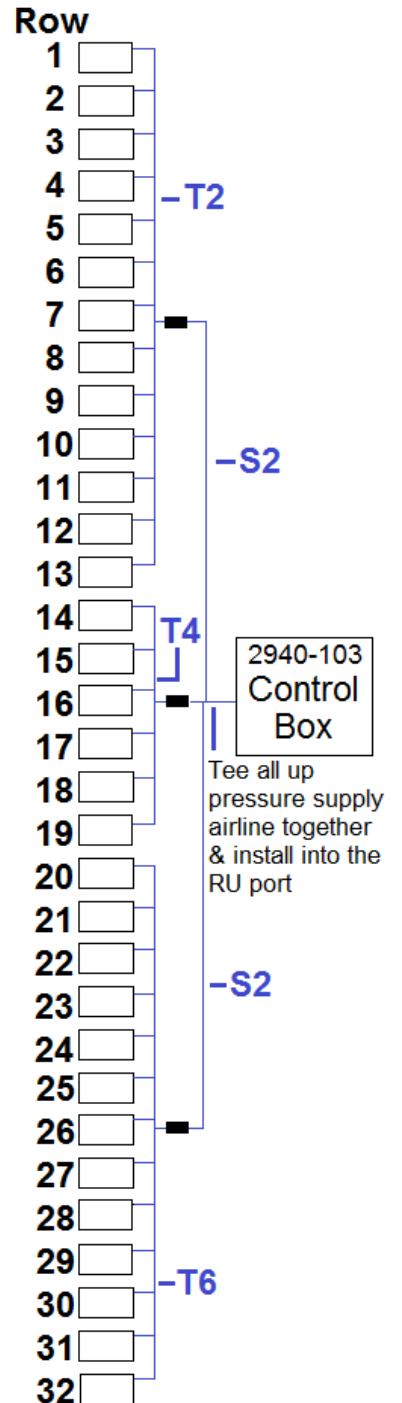 Row
1
2
3
4
–T2
5
6
7
8
9
10
–S2
11
12
13
14
T4
15
2940-103
Control
Box
16
17
Tee all up
pressure supply
airline together
& install into the
RU port
18
19
20
21
22
–S2
23
24
25
26
27
28
29
–T6
30
31
32